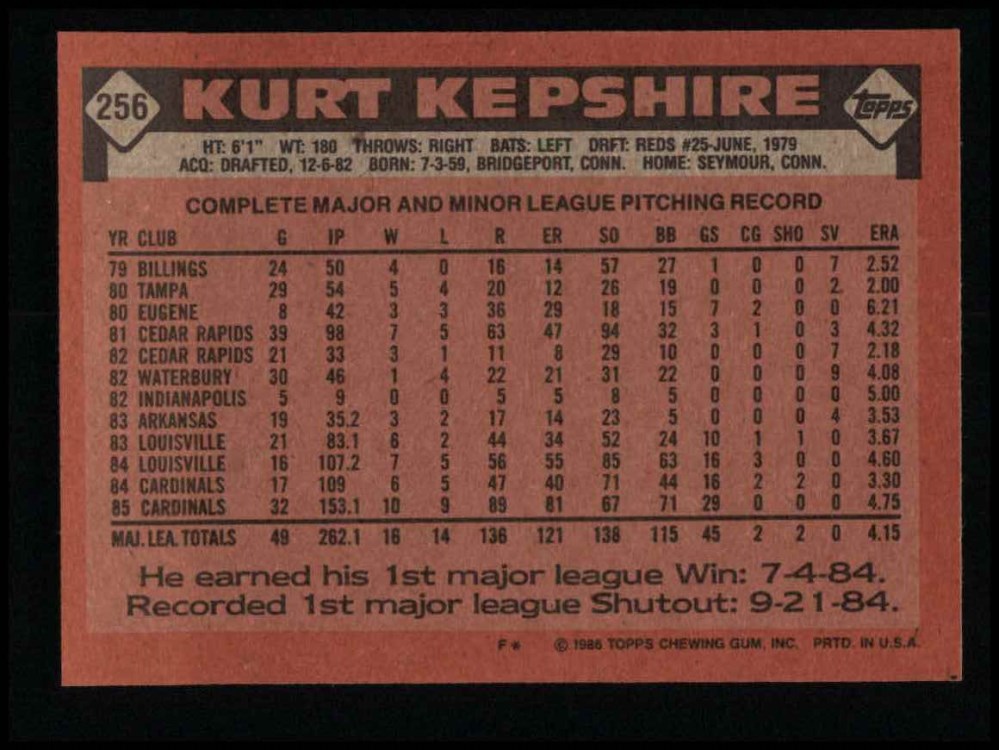 256 KURT KEPSHIRE TOPPS
HT: 6'1" WT: 180 THROWS: RIGHT BATS: LEFT DRFT: REDS #25-JUNE, 1979
ACQ: DRAFTED, 12-6-82 BORN: 7-3-59, BRIDGEPORT, CONN. HOME: SEYMOUR, CONN.
COMPLETE MAJOR AND MINOR LEAGUE PITCHING RECORD
YR CLUB G IP W L R ER SO BB GS CG SHO SV ERA
79 BILLINGS 24 50 4 0 16 14 57 27 1 0 0 7 2.52
80 TAMPA 29 54 5 4 20 12 26 19 0 0 0 2 2.00
80 EUGENE 8 42 3 3 36 29 18 15 7 2 0 0 6.21
81 CEDAR RAPIDS 39 98 7 5 63 47 94 32 3 1 0 3 4.32
82 CEDAR RAPIDS 21 33 3 1 11 8 29 10 0 0 0 7 2.18
82 WATERBURY 30 46 1 4 22 21 31 22 0 0 0 9 4.08
82 INDIANAPOLIS 5 9 0 0 5 5 8 5 0 0 0 0 5.00
83 ARKANSAS 19 35.2 3 2 17 14 23 5 0 0 0 4 3.53
83 LOUISVILLE 21 83.1 6 2 44 34 52 24 10 1 1 0 3.67
84 LOUISVILLE 16 107.2 7 5 56 55 85 63 16 3 0 0 4.60
84 CARDINALS 17 109 6 5 47 40 71 44 16 2 2 0 3.30
85 CARDINALS 32 153.1 10 9 89 81 67 71 29 0 0 0 4.75
MAJ. LEA. TOTALS 49 262.1 16 14 136 121 138 115 45 2 2 0 4.15
He earned his 1st major league Win: 7-4-84.
Recorded 1st major league Shutout: 9-21-84.
F* © 1986 TOPPS CHEWING GUM, INC. PRTD. IN U.S.A.